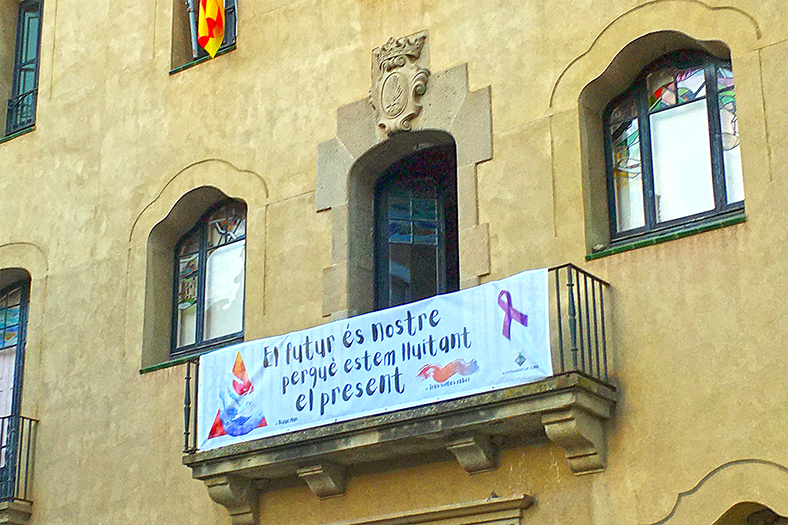 El futur és nostre
perquè estem lluitant
el present